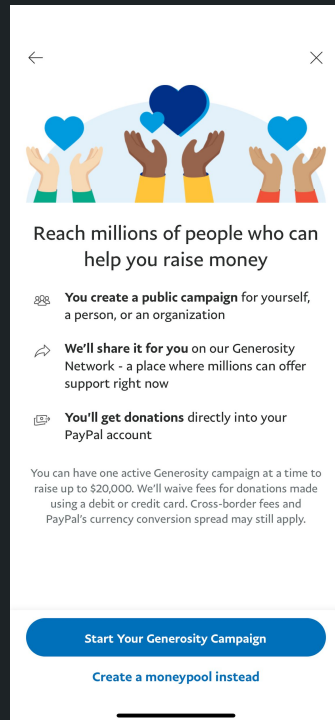 Reach millions of people who can
help you raise money
You create a public campaign for yourself,
a person, or an organization
We'll share it for you on our Generosity
Network - a place where millions can offer
support right now
You'll get donations directly into your
PayPal account
You can have one active Generosity campaign at a time to
raise up to $20,000. We'll waive fees for donations made
using a debit or credit card. Cross-border fees and
PayPal's currency conversion spread may still apply.
Start Your Generosity Campaign
Create a moneypool instead